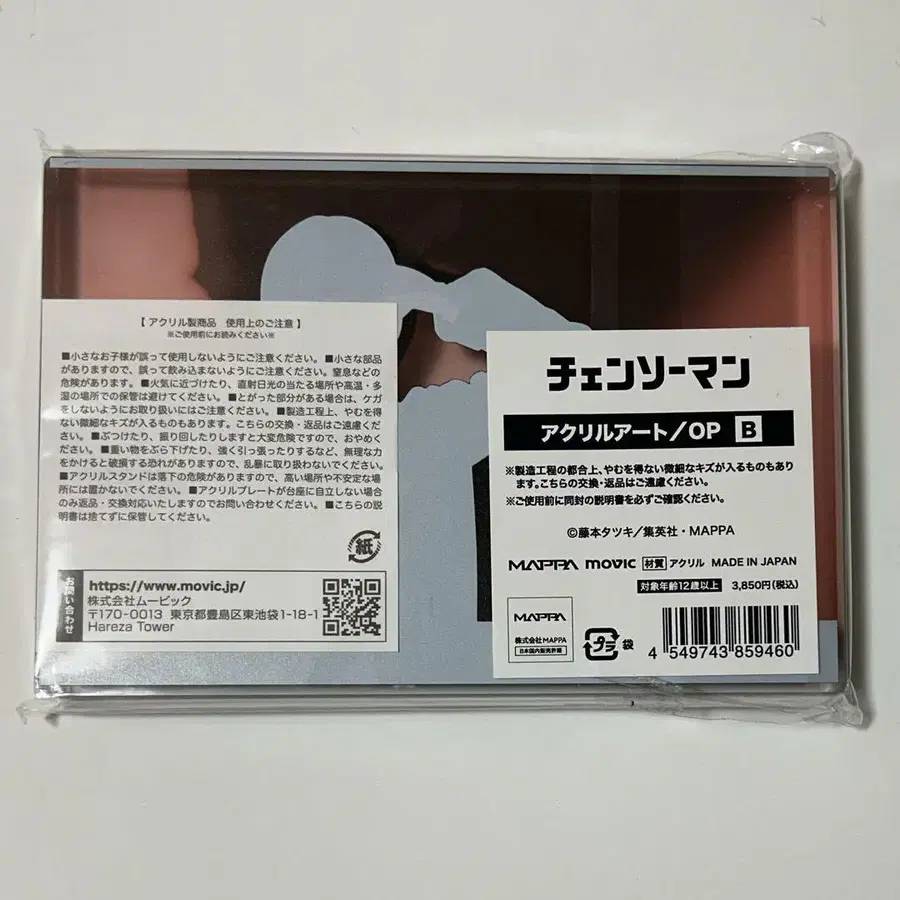 【 アクリル製商品　使用上のご注意 】
※ご使用前にお読みください※
■小さなお子様が誤って使用しないようにご注意ください。 ■小さな部品
がありますので、誤って飲み込まないようにご注意ください。窒息などの
危険があります。 ■火気に近づけたり、直射日光の当たる場所や高温・多
湿の場所での保管は避けてください。 ■とがった部分がある場合は、ケガ
をしないようにお取り扱いにはご注意ください。 ■製造工程上、やむを得
ない微細なキズが入るものもあります。こちらの交換・返品はご遠慮くだ
さい。 ■ぶつけたり、振り回したりしますと大変危険ですので、おやめく
ださい。 ■重い物をぶら下げたり、強く引っ張ったりするなど、無理な力
をかけると破損する恐れがありますので、乱暴に取り扱わないでください。
■アクリルスタンドは落下の危険がありますので、高い場所や不安定な場
所には置かないでください。 ■アクリルプレートが台座に自立しない場合
のみ返品・交換対応いたしますのでお問い合わせください。 ■こちらの説
明書は捨てずに保管してください。
紙
お問い合わせ
https://www.movic.jp/
株式会社ムービック
〒170-0013 東京都豊島区東池袋1-18-1
Hareza Tower
チェンソーマン
アクリルアート／OP B
※製造工程の都合上、やむを得ない微細なキズが入るものもあり
ます。こちらの交換・返品はご遠慮ください。
※ご使用前に同封の説明書を必ずご確認ください。
©藤本タツキ／集英社・MAPPA
MAPPA movic 材質 アクリル MADE IN JAPAN
対象年齢12歳以上 3,850円(税込)
MAPPA
株式会社MAPPA
日本国内販売許諾
プラ 袋
4 549743 859460